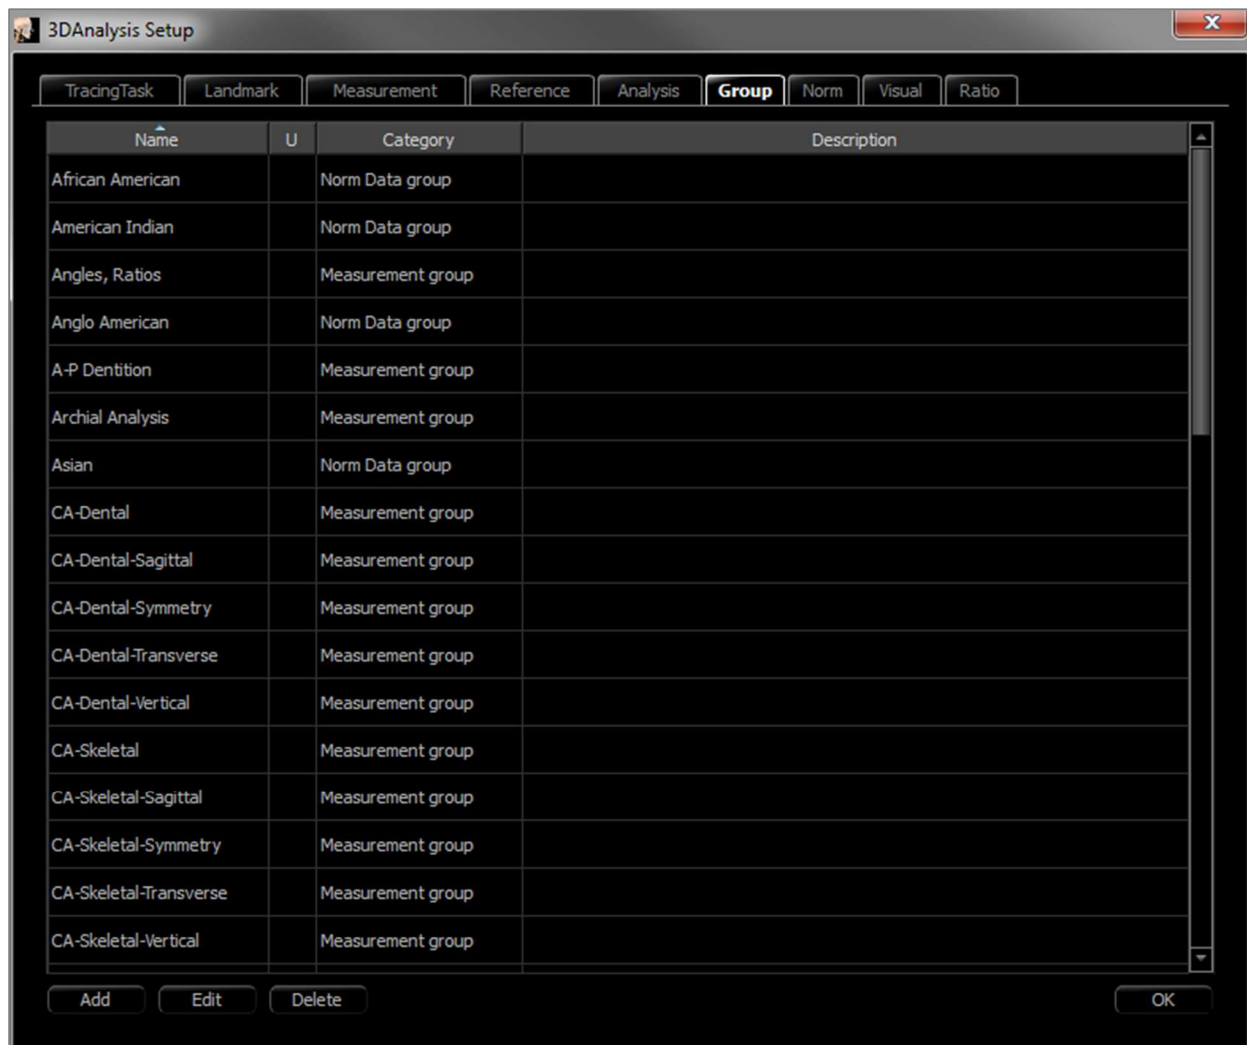 3DAnalysis Setup
TracingTask Landmark Measurement Reference Analysis Group Norm Visual Ratio
Name U Category Description
African American Norm Data group
American Indian Norm Data group
Angles, Ratios Measurement group
Anglo American Norm Data group
A-P Dentition Measurement group
Archial Analysis Measurement group
Asian Norm Data group
CA-Dental Measurement group
CA-Dental-Sagittal Measurement group
CA-Dental-Symmetry Measurement group
CA-Dental-Transverse Measurement group
CA-Dental-Vertical Measurement group
CA-Skeletal Measurement group
CA-Skeletal-Sagittal Measurement group
CA-Skeletal-Symmetry Measurement group
CA-Skeletal-Transverse Measurement group
CA-Skeletal-Vertical Measurement group
Add Edit Delete OK